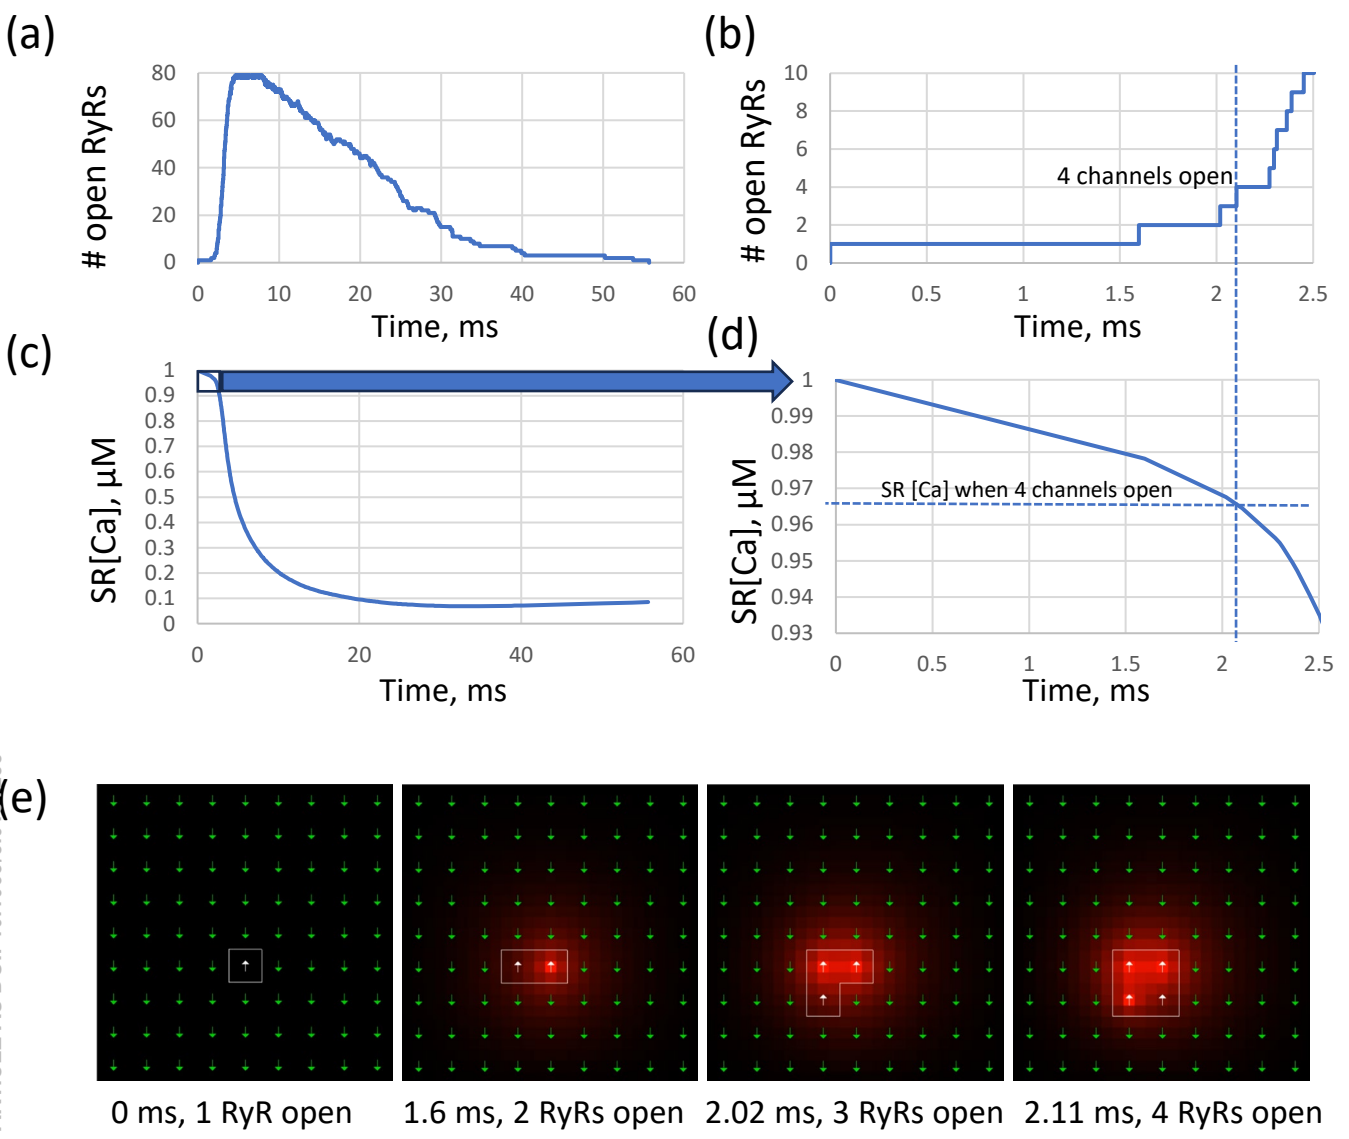 (a)
# open RyRs
80
60
40
20
0
0 10 20 30 40 50 60
Time, ms
(b)
# open RyRs
10
8
6
4
2
0
4 channels open
0 0.5 1 1.5 2 2.5
Time, ms
(c)
SR[Ca], μM
1
0.9
0.8
0.7
0.6
0.5
0.4
0.3
0.2
0.1
0
0 20 40 60
Time, ms
(d)
SR[Ca], μM
1
0.99
0.98
0.97
0.96
0.95
0.94
0.93
SR [Ca] when 4 channels open
0 0.5 1 1.5 2 2.5
Time, ms
(e)
0 ms, 1 RyR open
1.6 ms, 2 RyRs open
2.02 ms, 3 RyRs open
2.11 ms, 4 RyRs open